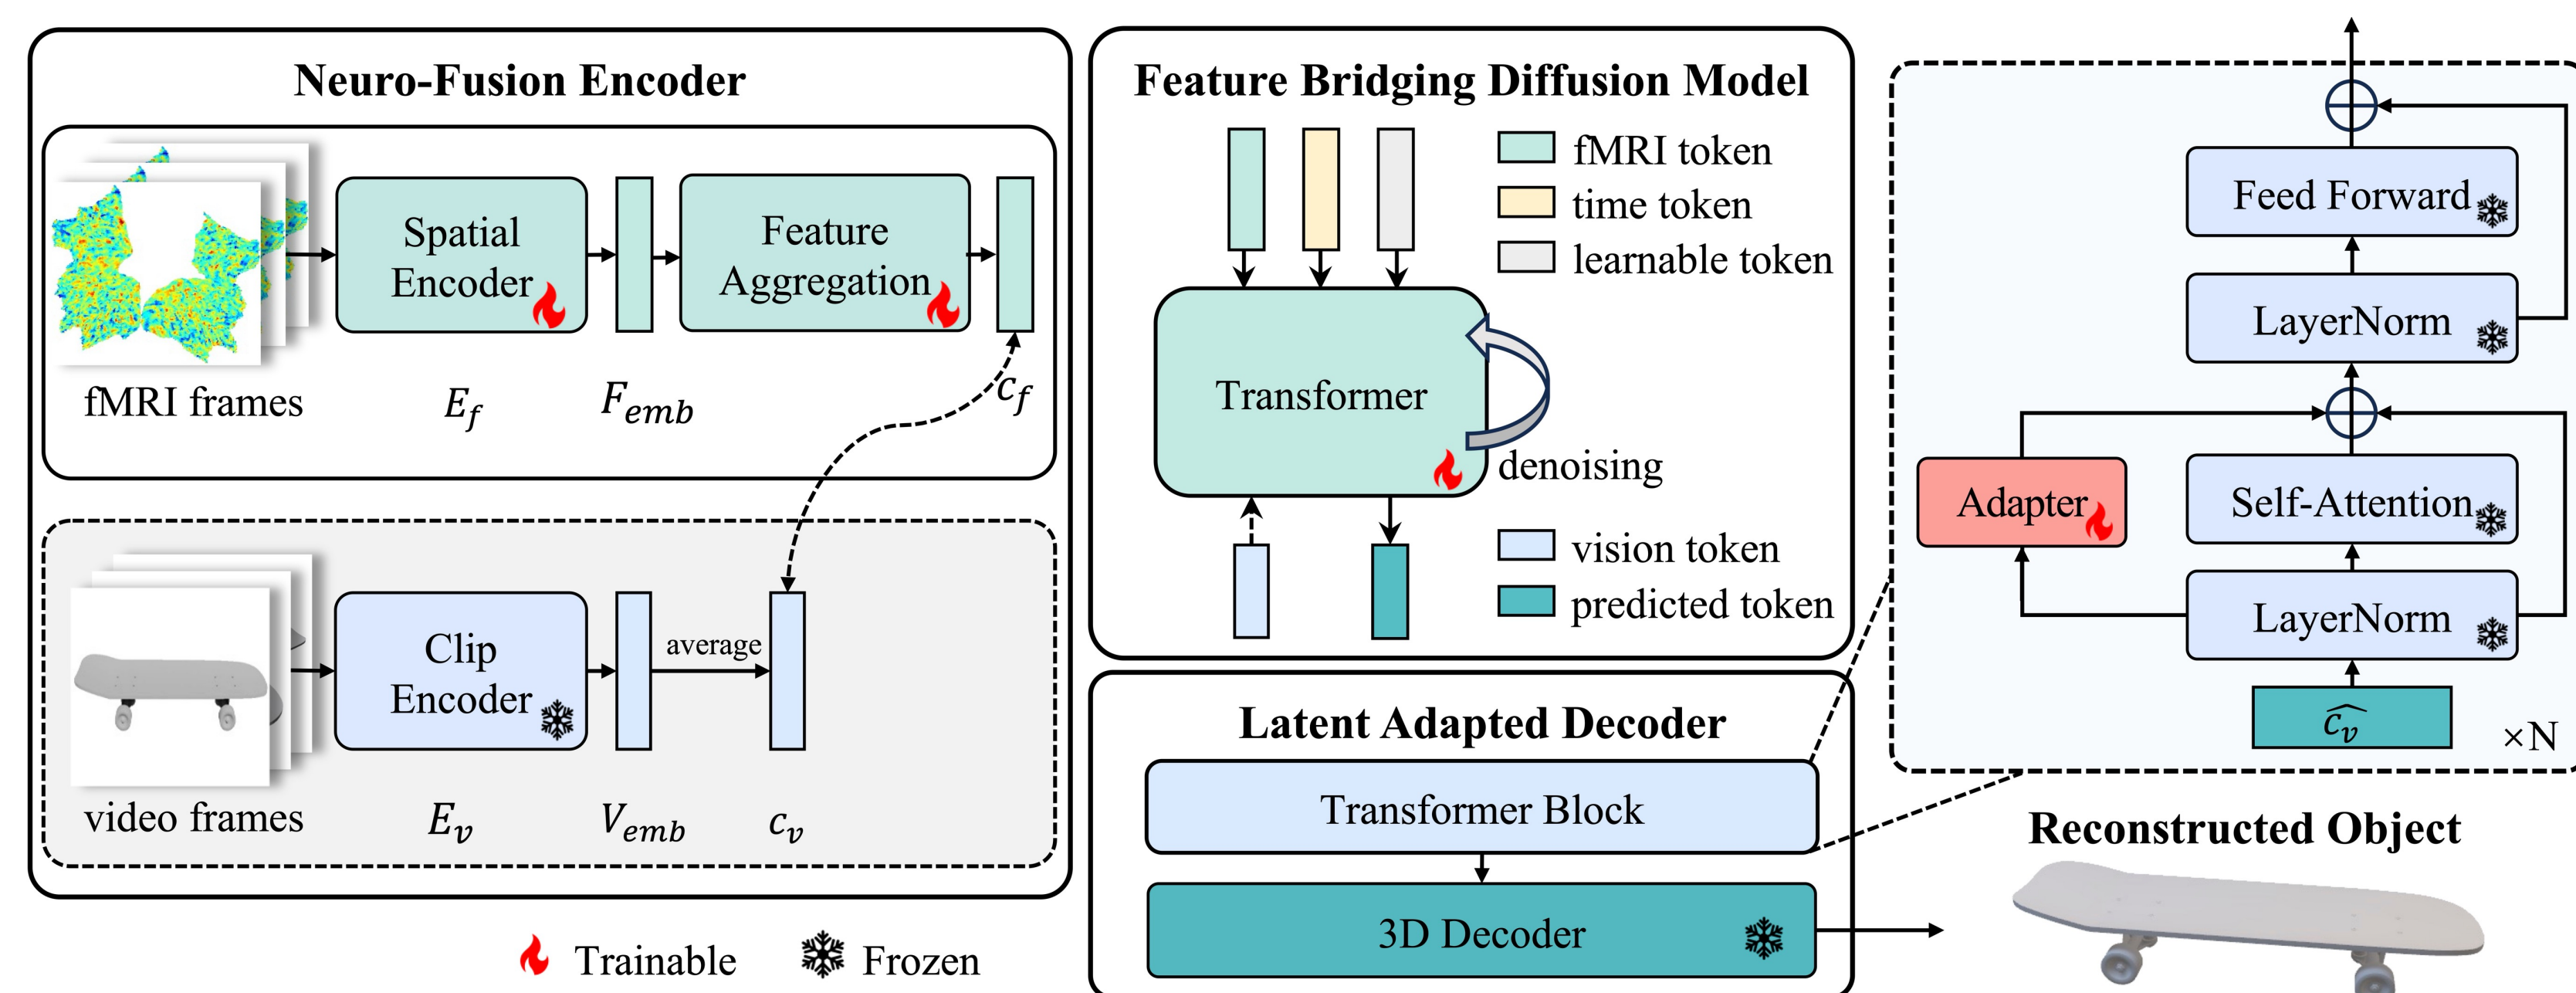 Neuro-Fusion Encoder
Spatial
Encoder
Feature
Aggregation
fMRI frames
E_f
F_emb
c_f
Clip
Encoder
average
video frames
E_v
V_emb
c_v
Trainable
Frozen
Feature Bridging Diffusion Model
fMRI token
time token
learnable token
Transformer
denoising
vision token
predicted token
Latent Adapted Decoder
Transformer Block
3D Decoder
Feed Forward
LayerNorm
Adapter
Self-Attention
LayerNorm
\widehat{c_v}
×N
Reconstructed Object